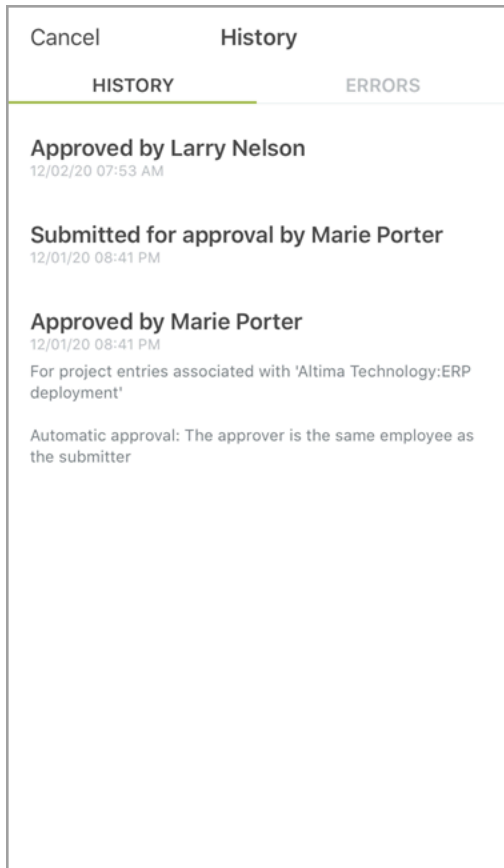 Cancel
History
HISTORY
ERRORS
Approved by Larry Nelson
12/02/20 07:53 AM
Submitted for approval by Marie Porter
12/01/20 08:41 PM
Approved by Marie Porter
12/01/20 08:41 PM
For project entries associated with 'Altima Technology:ERP
deployment'
Automatic approval: The approver is the same employee as
the submitter